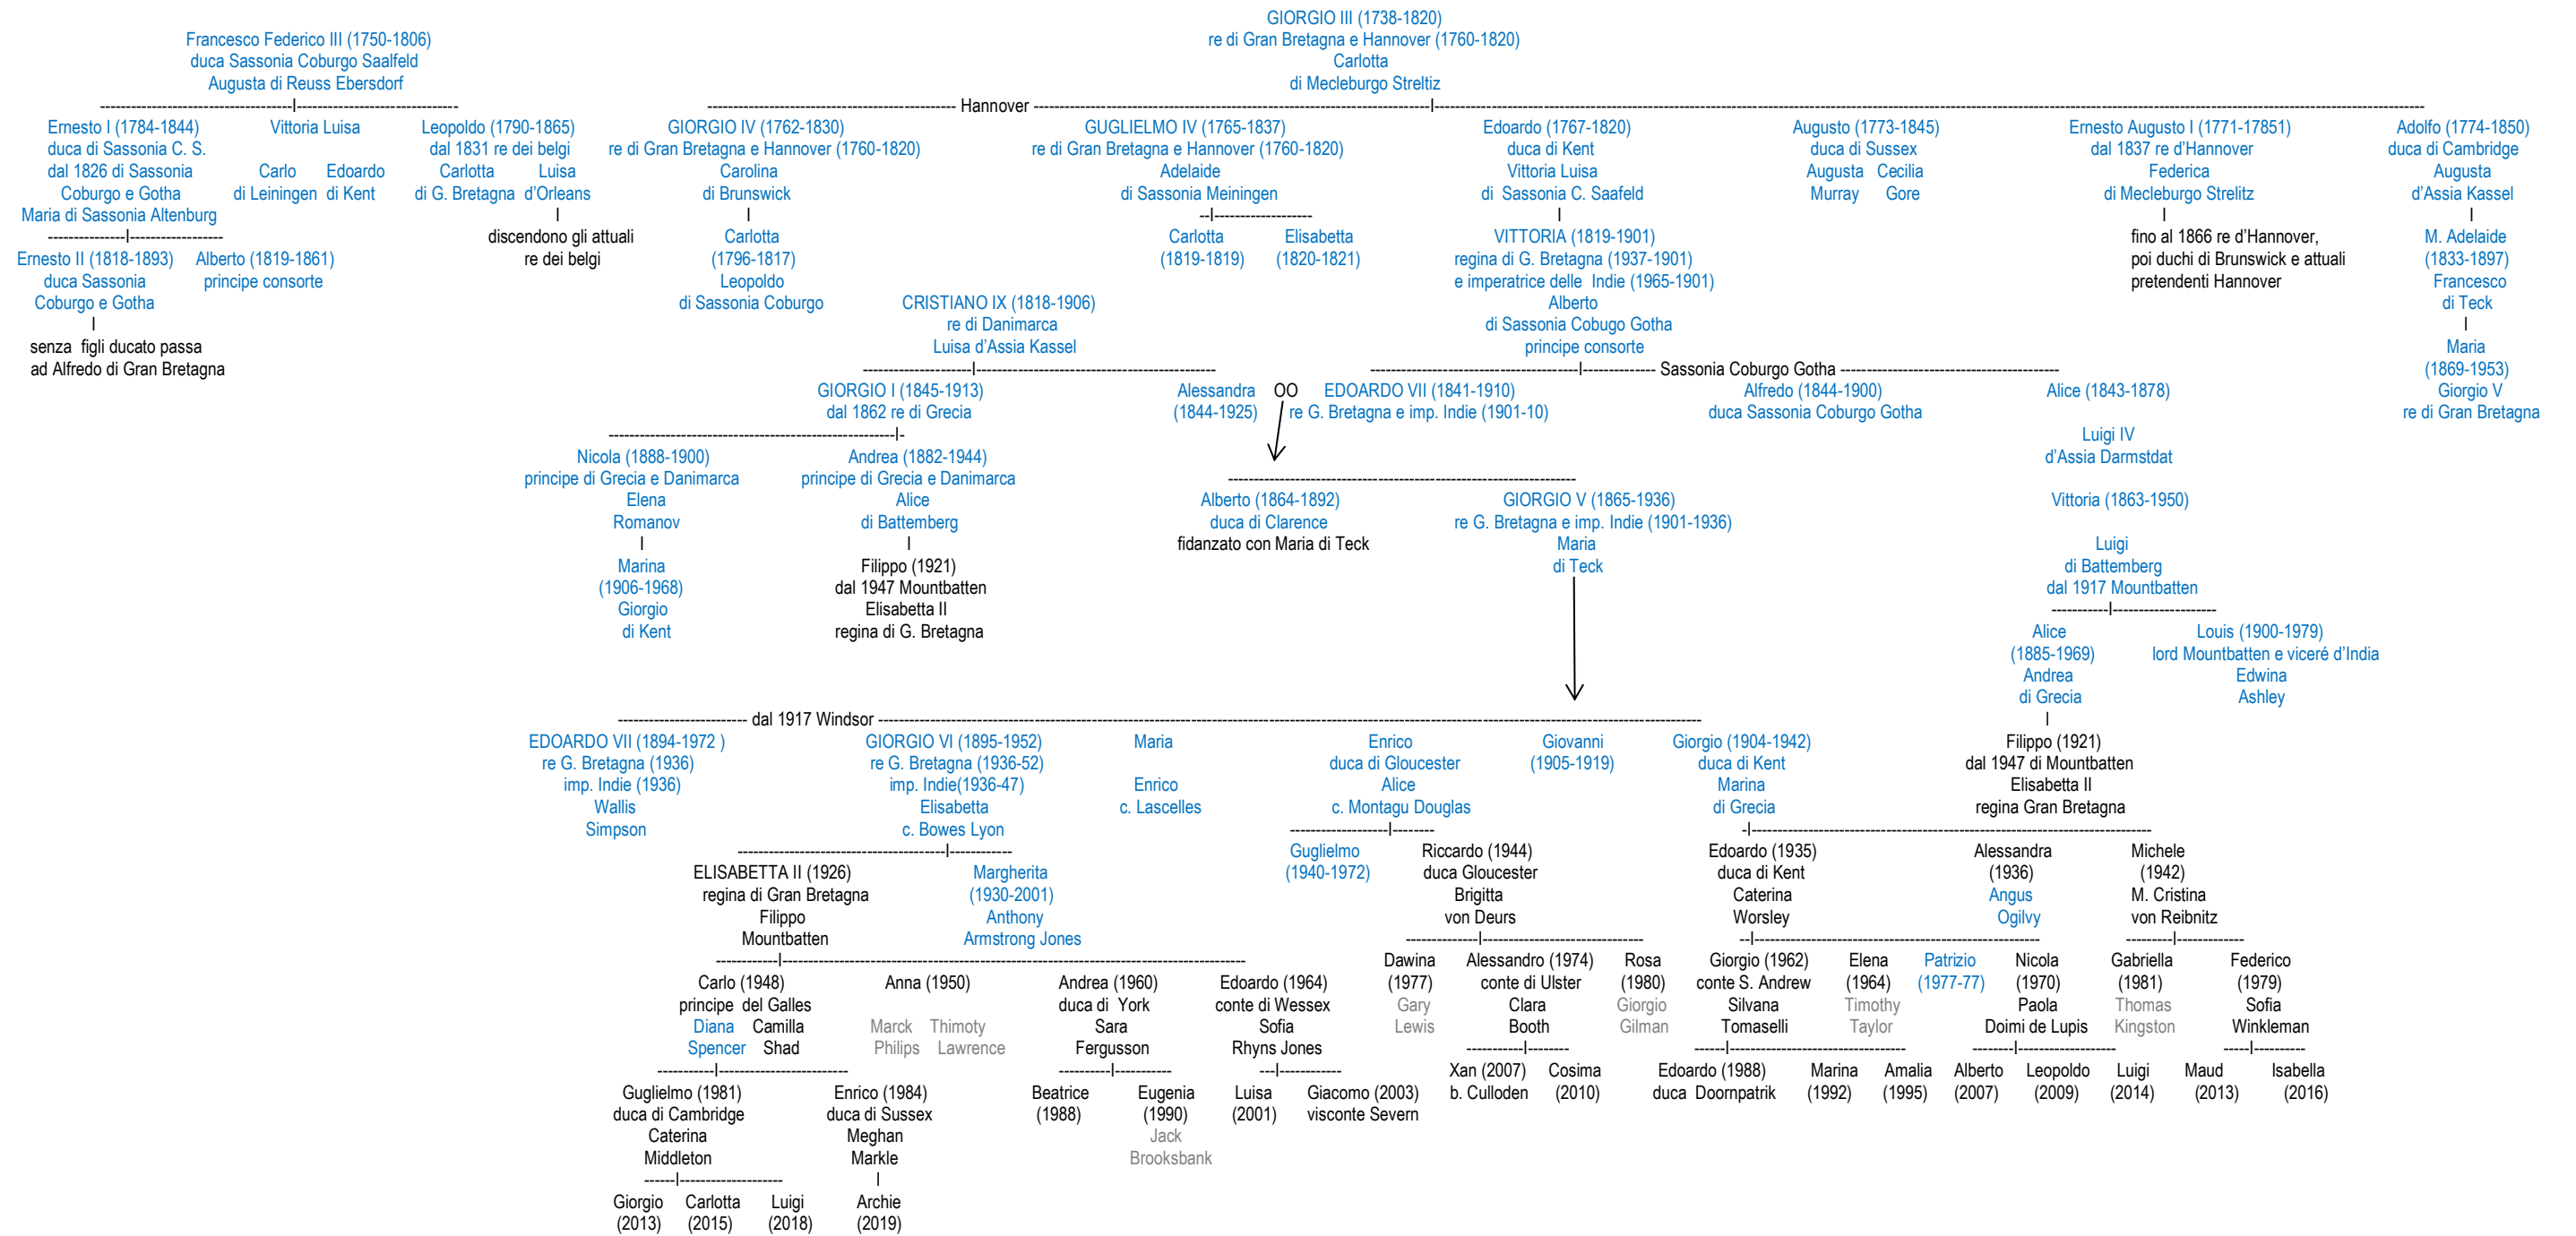 GIORGIO III (1738-1820)
Francesco Federico III (1750-1806) re di Gran Bretagna e Hannover (1760-1820)
duca Sassonia Coburgo Saalfeld Carlotta
Augusta di Reuss Ebersdorf di Mecleburgo Streltiz
Hannover
Ernesto I (1784-1844) Vittoria Luisa Leopoldo (1790-1865) GIORGIO IV (1762-1830) GUGLIELMO IV (1765-1837) Edoardo (1767-1820) Augusto (1773-1845) Ernesto Augusto I (1771-17851) Adolfo (1774-1850)
duca di Sassonia C. S. dal 1831 re dei belgi re di Gran Bretagna e Hannover (1760-1820) re di Gran Bretagna e Hannover (1760-1820) duca di Kent duca di Sussex dal 1837 re d'Hannover duca di Cambridge
dal 1826 di Sassonia Carlo Edoardo Carlotta Luisa Carolina Adelaide Vittoria Luisa Augusta Cecilia Federica Augusta
Coburgo e Gotha di Leiningen di Kent di G. Bretagna d'Orleans di Brunswick di Sassonia Meiningen di Sassonia C. Saafeld Murray Gore di Mecleburgo Strelitz d'Assia Kassel
Maria di Sassonia Altenburg
discendono gli attuali Carlotta Carlotta Elisabetta VITTORIA (1819-1901) fino al 1866 re d'Hannover, M. Adelaide
Ernesto II (1818-1893) Alberto (1819-1861) re dei belgi (1796-1817) (1819-1819) (1820-1821) regina di G. Bretagna (1937-1901) poi duchi di Brunswick e attuali (1833-1897)
duca Sassonia principe consorte Leopoldo e imperatrice delle Indie (1965-1901) pretendenti Hannover Francesco
Coburgo e Gotha di Sassonia Coburgo CRISTIANO IX (1818-1906) Alberto di Teck
re di Danimarca di Sassonia Cobugo Gotha
senza figli ducato passa Luisa d'Assia Kassel principe consorte Maria
ad Alfredo di Gran Bretagna Sassonia Coburgo Gotha (1869-1953)
GIORGIO I (1845-1913) Alessandra OO EDOARDO VII (1841-1910) Alfredo (1844-1900) Alice (1843-1878) Giorgio V
dal 1862 re di Grecia (1844-1925) re G. Bretagna e imp. Indie (1901-10) duca Sassonia Coburgo Gotha re di Gran Bretagna
Luigi IV
Nicola (1888-1900) Andrea (1882-1944) d'Assia Darmstdat
principe di Grecia e Danimarca principe di Grecia e Danimarca
Elena Alice Alberto (1864-1892) GIORGIO V (1865-1936) Vittoria (1863-1950)
Romanov di Battemberg duca di Clarence re G. Bretagna e imp. Indie (1901-1936)
fidanzato con Maria di Teck Maria Luigi
Marina Filippo (1921) di Teck di Battemberg
(1906-1968) dal 1947 Mountbatten dal 1917 Mountbatten
Giorgio Elisabetta II
di Kent regina di G. Bretagna Alice Louis (1900-1979)
(1885-1969) lord Mountbatten e viceré d'India
Andrea Edwina
di Grecia Ashley
dal 1917 Windsor
EDOARDO VII (1894-1972 ) GIORGIO VI (1895-1952) Maria Enrico Giovanni Giorgio (1904-1942) Filippo (1921)
re G. Bretagna (1936) re G. Bretagna (1936-52) duca di Gloucester (1905-1919) duca di Kent dal 1947 di Mountbatten
imp. Indie (1936) imp. Indie(1936-47) Enrico Alice Marina Elisabetta II
Wallis Elisabetta c. Lascelles c. Montagu Douglas di Grecia regina Gran Bretagna
Simpson c. Bowes Lyon
Guglielmo Riccardo (1944) Edoardo (1935) Alessandra Michele
ELISABETTA II (1926) Margherita (1940-1972) duca Gloucester duca di Kent (1936) (1942)
regina di Gran Bretagna (1930-2001) Brigitta Caterina Angus M. Cristina
Filippo Anthony von Deurs Worsley Ogilvy von Reibnitz
Mountbatten Armstrong Jones
Dawina Alessandro (1974) Rosa Giorgio (1962) Elena Patrizio Nicola Gabriella Federico
Carlo (1948) Anna (1950) Andrea (1960) Edoardo (1964) (1977) conte di Ulster (1980) conte S. Andrew (1964) (1977-77) (1970) (1981) (1979)
principe del Galles duca di York conte di Wessex Gary Clara Giorgio Silvana Timothy Paola Thomas Sofia
Diana Camilla Marck Thimoty Sara Sofia Lewis Booth Gilman Tomaselli Taylor Doimi de Lupis Kingston Winkleman
Spencer Shad Philips Lawrence Fergusson Rhyns Jones
Xan (2007) Cosima Edoardo (1988) Marina Amalia Alberto Leopoldo Luigi Maud Isabella
Guglielmo (1981) Enrico (1984) Beatrice Eugenia Luisa Giacomo (2003) b. Culloden (2010) duca Doornpatrik (1992) (1995) (2007) (2009) (2014) (2013) (2016)
duca di Cambridge duca di Sussex (1988) (1990) (2001) visconte Severn
Caterina Meghan Jack
Middleton Markle Brooksbank
Giorgio Carlotta Luigi Archie
(2013) (2015) (2018) (2019)